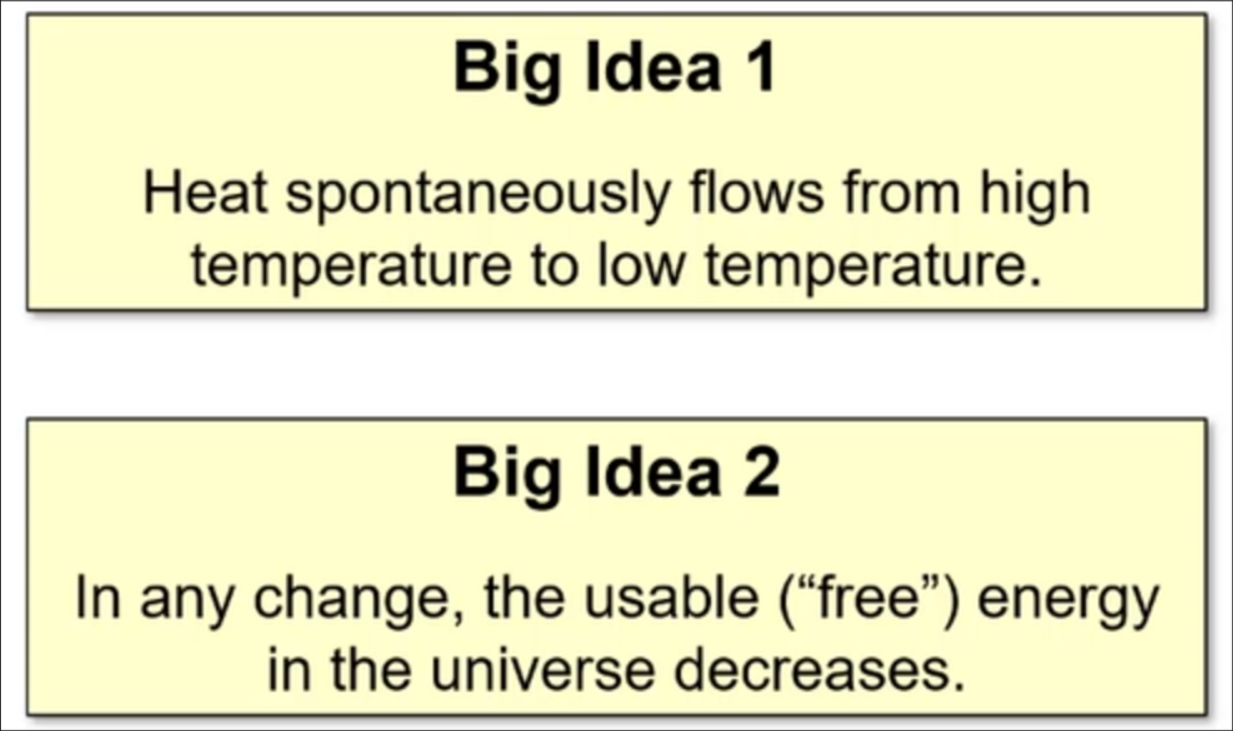 Big Idea 1
Heat spontaneously flows from high
temperature to low temperature.
Big Idea 2
In any change, the usable (“free”) energy
in the universe decreases.